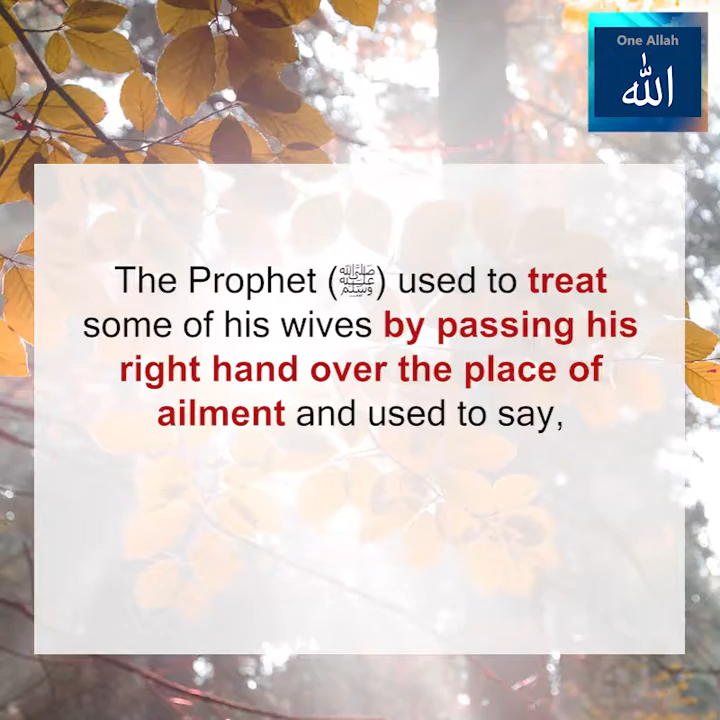 One Allah
الله
The Prophet (ﷺ) used to treat
some of his wives by passing his
right hand over the place of
ailment and used to say,